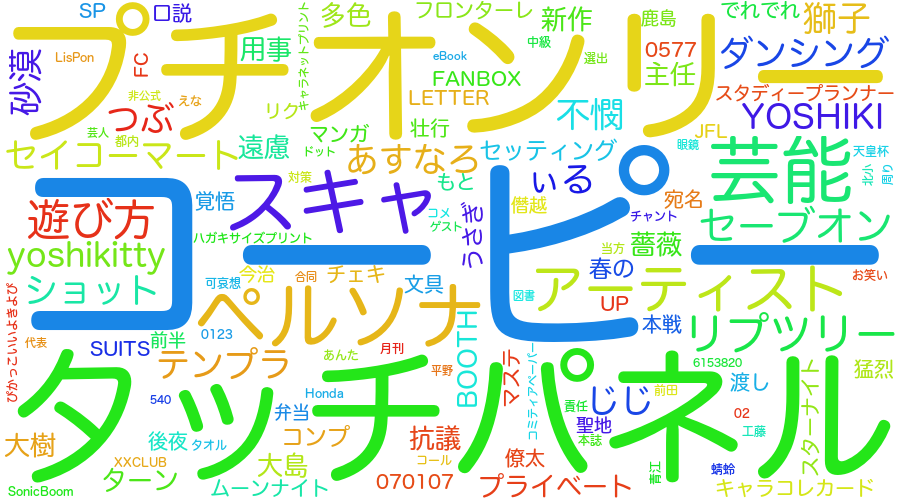 SP
口説
多色
フロンターレ
新作
鹿島
でれでれ
獅子
プチオンリー
砂漠
LisPon
FC
用事
キャラネットプリント
中級
eBook
選出
0577
主任
ダンシング
非公式
えな
リク
LETTER
FANBOX
スタディープランナー
つぶ
芸人
都内
マンガ
壮行
不憫
JFL
YOSHIKI
セイコーマート
遠慮
ドット
あすなろ
セッティング
眼鏡
芸能
天皇杯
北小
周り
スキャ
対策
もと
いる
宛名
遊び方
覚悟
コメ
ゲスト
うさぎ
僭越
チャント
セーブオン
ハガキサイズプリント
薔薇
当方
コピー
yoshikitty
ショット
可哀想
今治
合同
チェキ
文具
図書
春の
アーティスト
お笑い
UP
ひよきよいいこっかつ
代表
ペルソナ
0123
前半
SUITS
テンプラ
あんた
月刊
平野
BOOTH
マステ
コミティアペーパー
本戦
リプツリー
6153820
渡し
猛烈
タッチパネル
540
Honda
弁当
責任
じじ
前田
聖地
本誌
02
工藤
スターナイト
大樹
後夜
タオル
コンプ
抗議
コール
僚太
XXCLUB
ターン
大島
SonicBoom
ムーンナイト
070107
プライベート
青江
蜻蛉
キャラコレカード